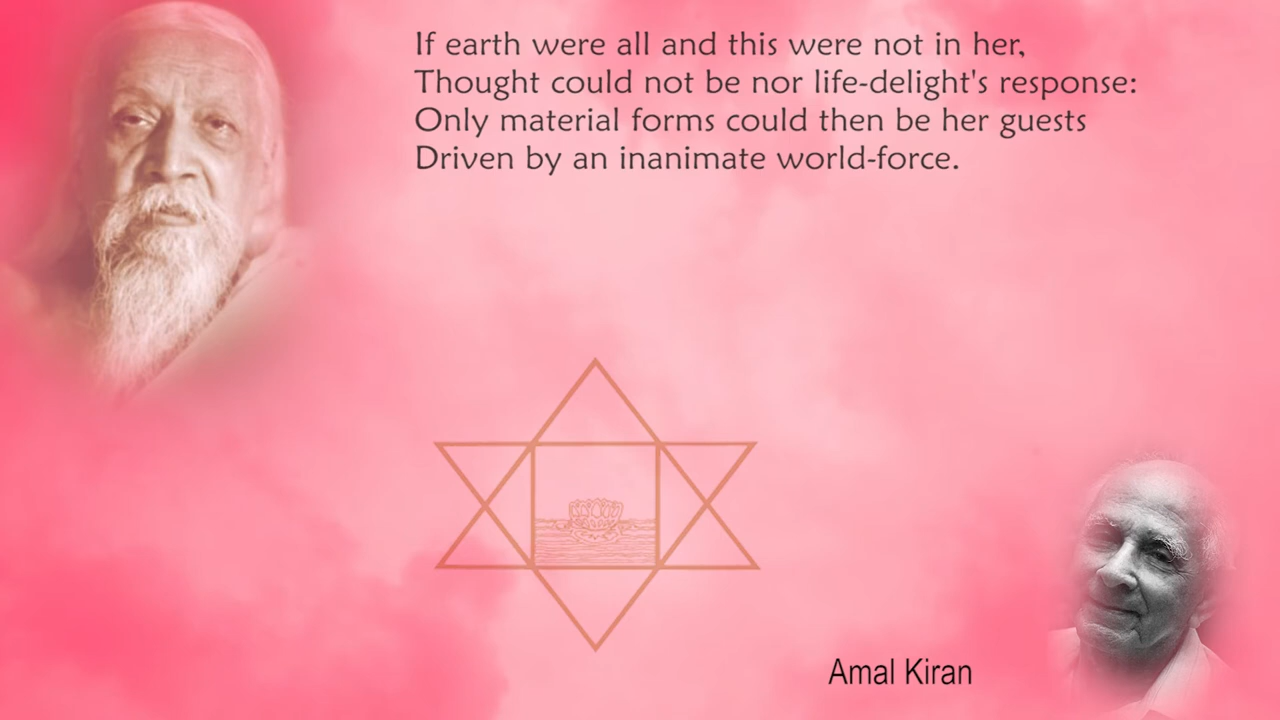 If earth were all and this were not in her,
Thought could not be nor life-delight's response:
Only material forms could then be her guests
Driven by an inanimate world-force.
Amal Kiran